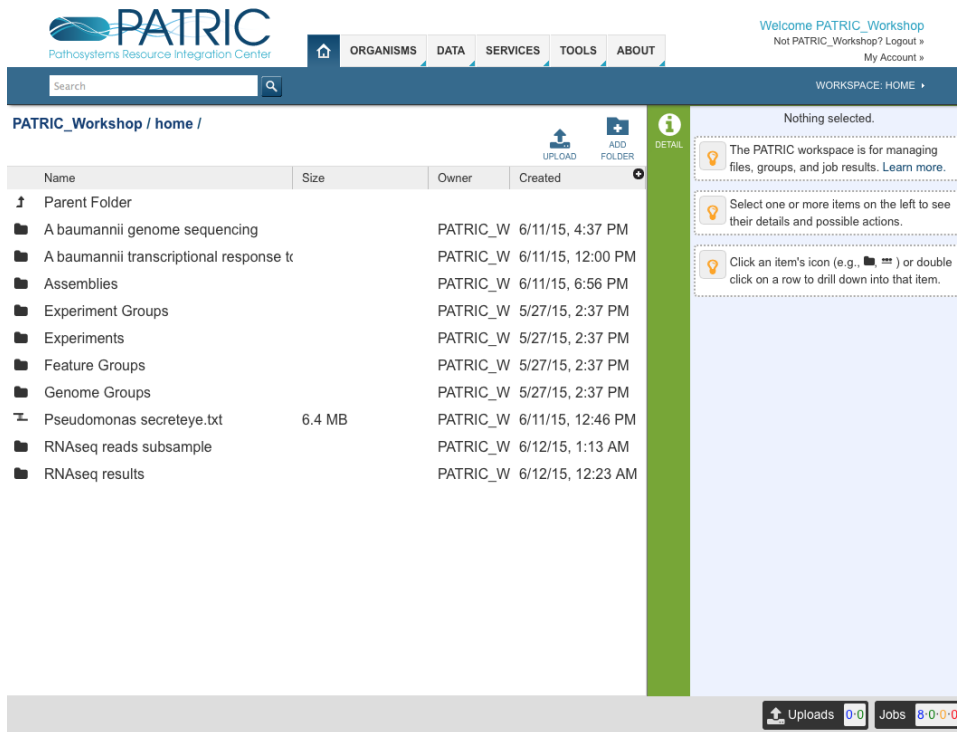 PATRIC
Pathosystems Resource Integration Center
ORGANISMS DATA SERVICES TOOLS ABOUT
Welcome PATRIC_Workshop
Not PATRIC_Workshop? Logout »
My Account »
Search
WORKSPACE: HOME
PATRIC_Workshop / home /
UPLOAD
ADD FOLDER
DETAIL
Name Size Owner Created
Parent Folder
A baumannii genome sequencing PATRIC_W 6/11/15, 4:37 PM
A baumannii transcriptional response to PATRIC_W 6/11/15, 12:00 PM
Assemblies PATRIC_W 6/11/15, 6:56 PM
Experiment Groups PATRIC_W 5/27/15, 2:37 PM
Experiments PATRIC_W 5/27/15, 2:37 PM
Feature Groups PATRIC_W 5/27/15, 2:37 PM
Genome Groups PATRIC_W 5/27/15, 2:37 PM
Pseudomonas secreteye.txt 6.4 MB PATRIC_W 6/11/15, 12:46 PM
RNAseq reads subsample PATRIC_W 6/12/15, 1:13 AM
RNAseq results PATRIC_W 6/12/15, 12:23 AM
Nothing selected.
The PATRIC workspace is for managing
files, groups, and job results. Learn more.
Select one or more items on the left to see
their details and possible actions.
Click an item's icon (e.g., , ) or double
click on a row to drill down into that item.
Uploads 0·0 Jobs 8·0·0·0